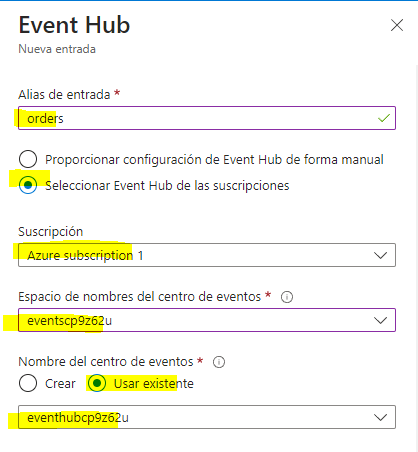 Event Hub
Nueva entrada
Alias de entrada *
orders
Proporcionar configuración de Event Hub de forma manual
Seleccionar Event Hub de las suscripciones
Suscripción
Azure subscription 1
Espacio de nombres del centro de eventos *
eventscp9z62u
Nombre del centro de eventos *
Crear Usar existente
eventhubcp9z62u